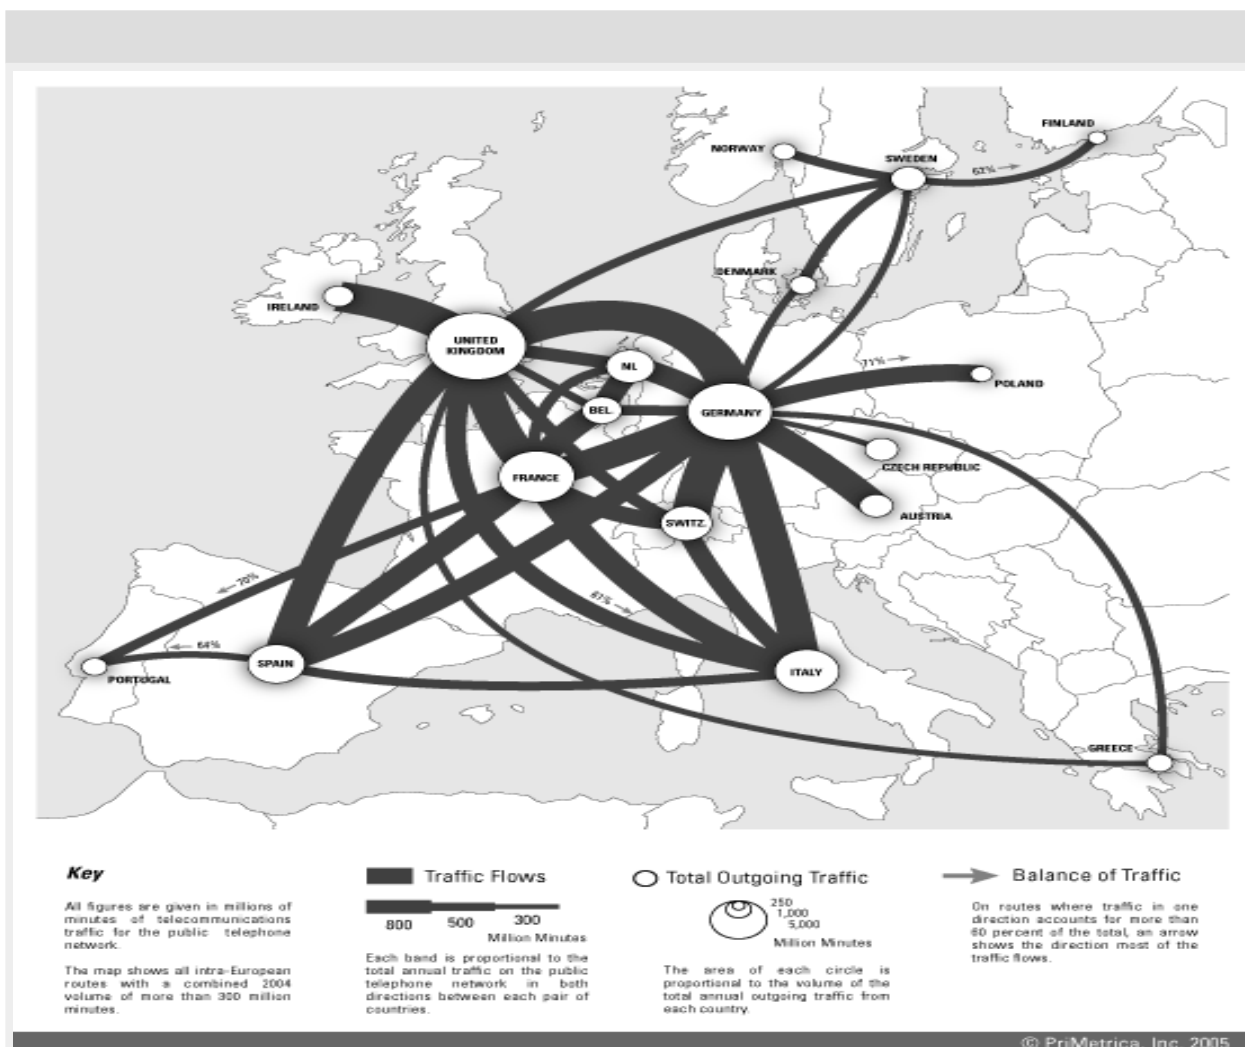 FINLAND
NORWAY
SWEDEN
62%
DENMARK
IRELAND
UNITED
KINGDOM
NL
71%
POLAND
BEL.
GERMANY
CZECH REPUBLIC
FRANCE
AUSTRIA
SWITZ.
70%
61%
64%
SPAIN
PORTUGAL
ITALY
GREECE
Key
All figures are given in millions of
minutes of telecommunications
traffic for the public telephone
network.
The map shows all intra-European
routes with a combined 2004
volume of more than 300 million
minutes.
Traffic Flows
800 500 300
Million Minutes
Each band is proportional to the
total annual traffic on the public
telephone network in both
directions between each pair of
countries.
Total Outgoing Traffic
250
1,000
5,000
Million Minutes
The area of each circle is
proportional to the volume of the
total annual outgoing traffic from
each country.
Balance of Traffic
On routes where traffic in one
direction accounts for more than
60 percent of the total, an arrow
shows the direction most of the
traffic flows.
© PriMetrica, Inc. 2005